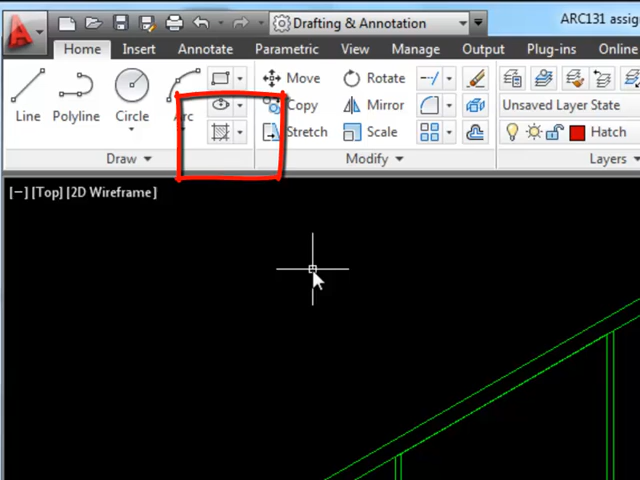 Drafting & Annotation
ARC131 assig
Home Insert Annotate Parametric View Manage Output Plug-ins Online
Move Rotate
Copy Mirror
Unsaved Layer State
Line Polyline Circle Arc
Stretch Scale
Hatch
Draw Modify Layers
[−] [Top] [2D Wireframe]